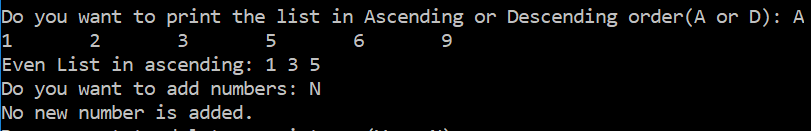 Do you want to print the list in Ascending or Descending order(A or D): A
1 2 3 5 6 9
Even List in ascending: 1 3 5
Do you want to add numbers: N
No new number is added.